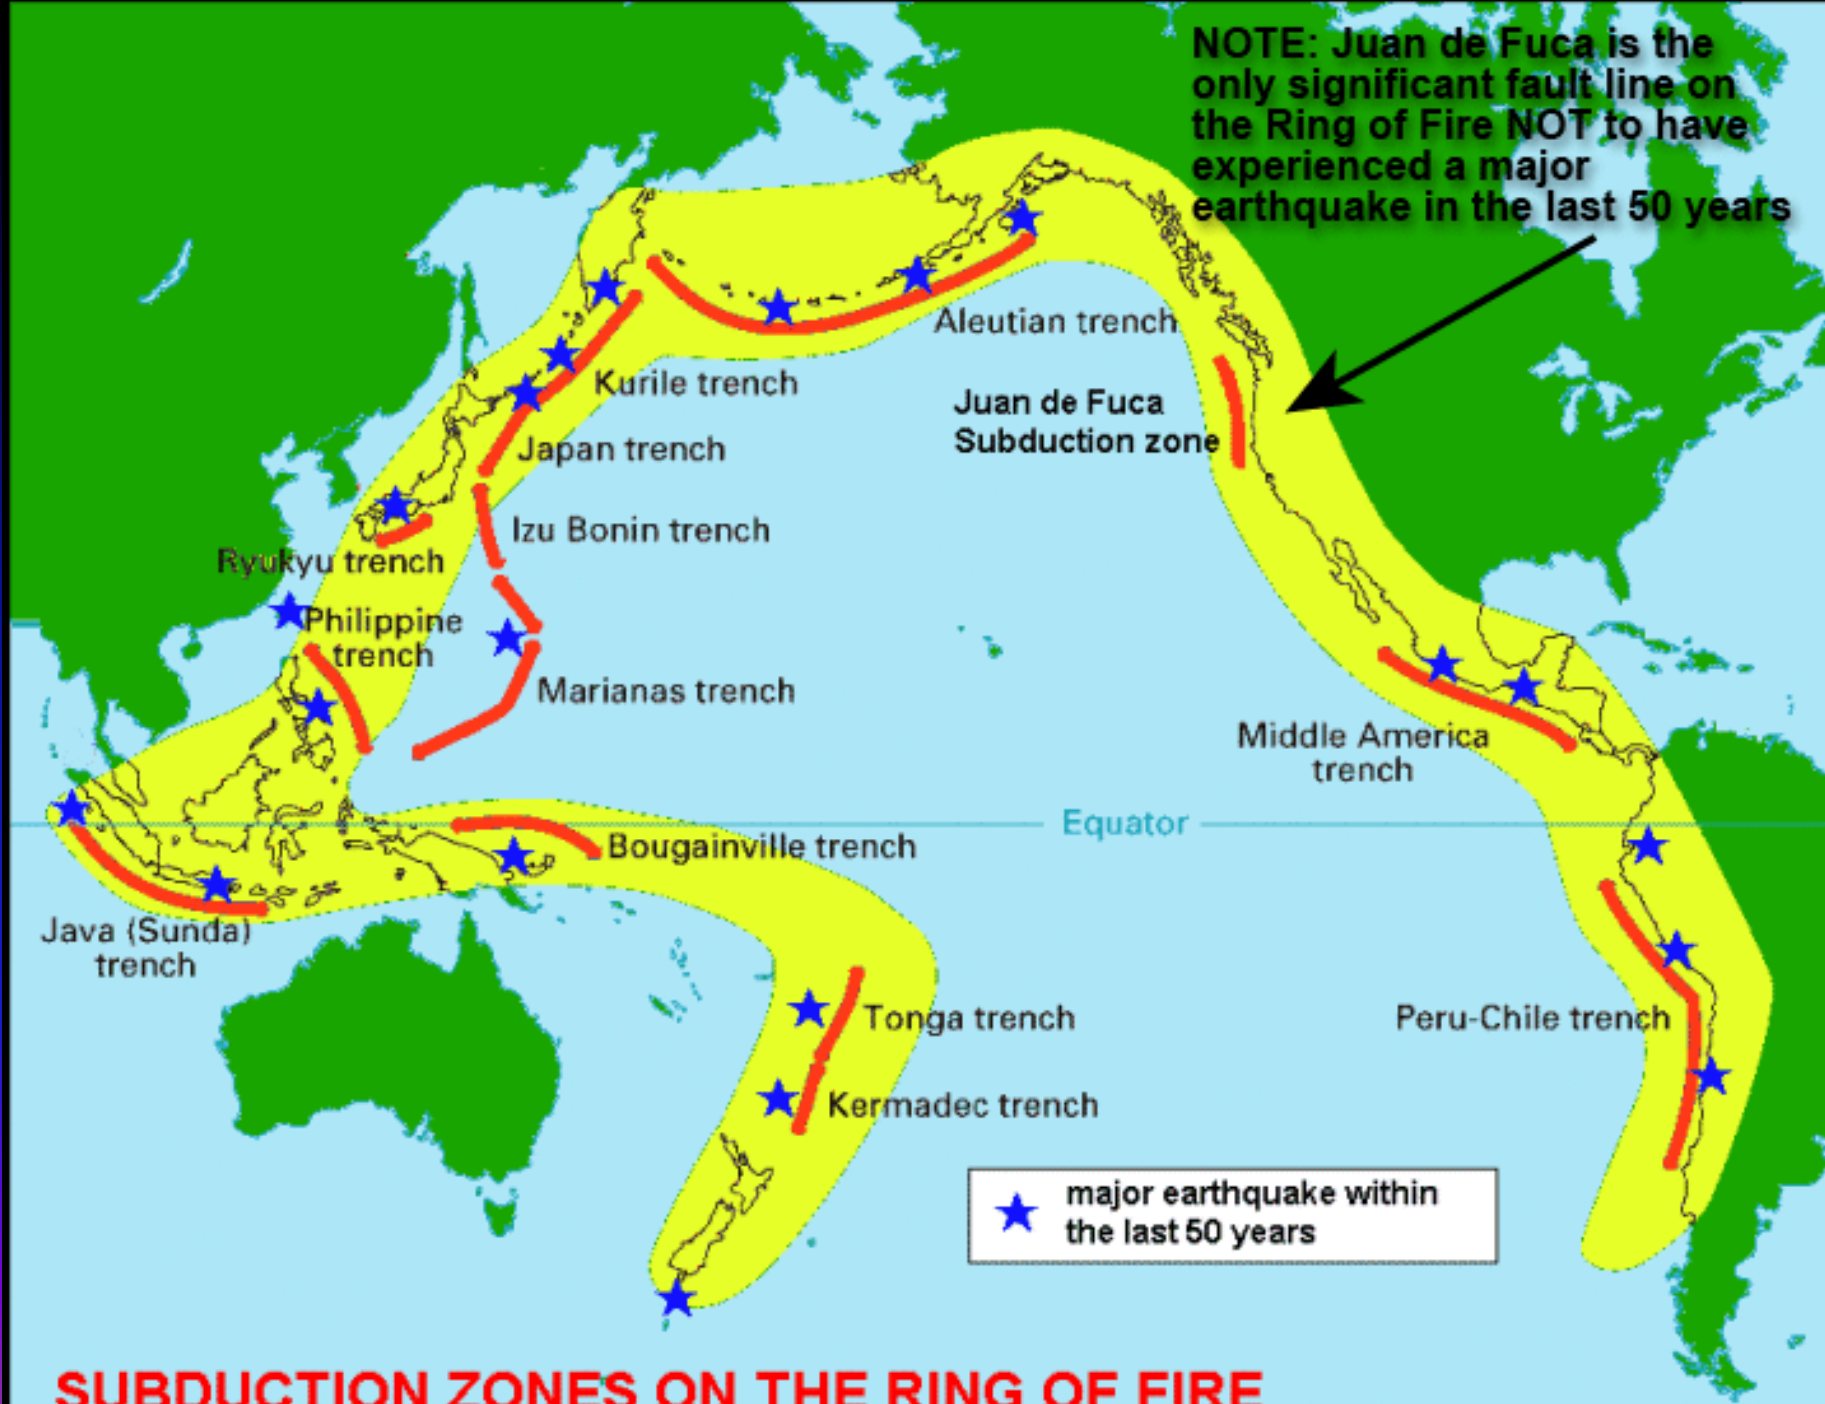 NOTE: Juan de Fuca is the
only significant fault line on
the Ring of Fire NOT to have
experienced a major
earthquake in the last 50 years
Aleutian trench
Kurile trench
Juan de Fuca
Subduction zone
Japan trench
Izu Bonin trench
Ryukyu trench
Philippine
trench
Marianas trench
Middle America
trench
Equator
Bougainville trench
Java (Sunda)
trench
Tonga trench
Peru-Chile trench
Kermadec trench
major earthquake within
the last 50 years
SUBDUCTION ZONES ON THE RING OF FIRE